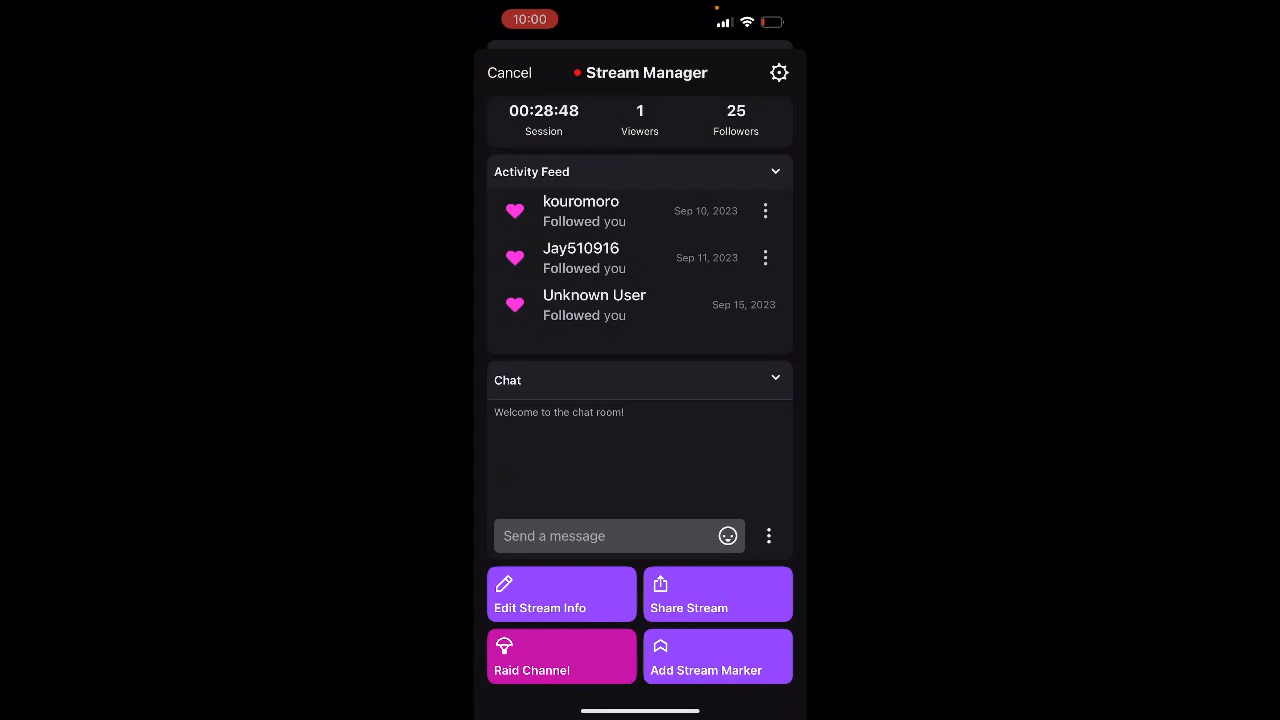 10:00
Cancel
Stream Manager
00:28:48
1
25
Session
Viewers
Followers
Activity Feed
kouromoro
Followed you
Sep 10, 2023
Jay510916
Followed you
Sep 11, 2023
Unknown User
Followed you
Sep 15, 2023
Chat
Welcome to the chat room!
Send a message
Edit Stream Info
Share Stream
Raid Channel
Add Stream Marker